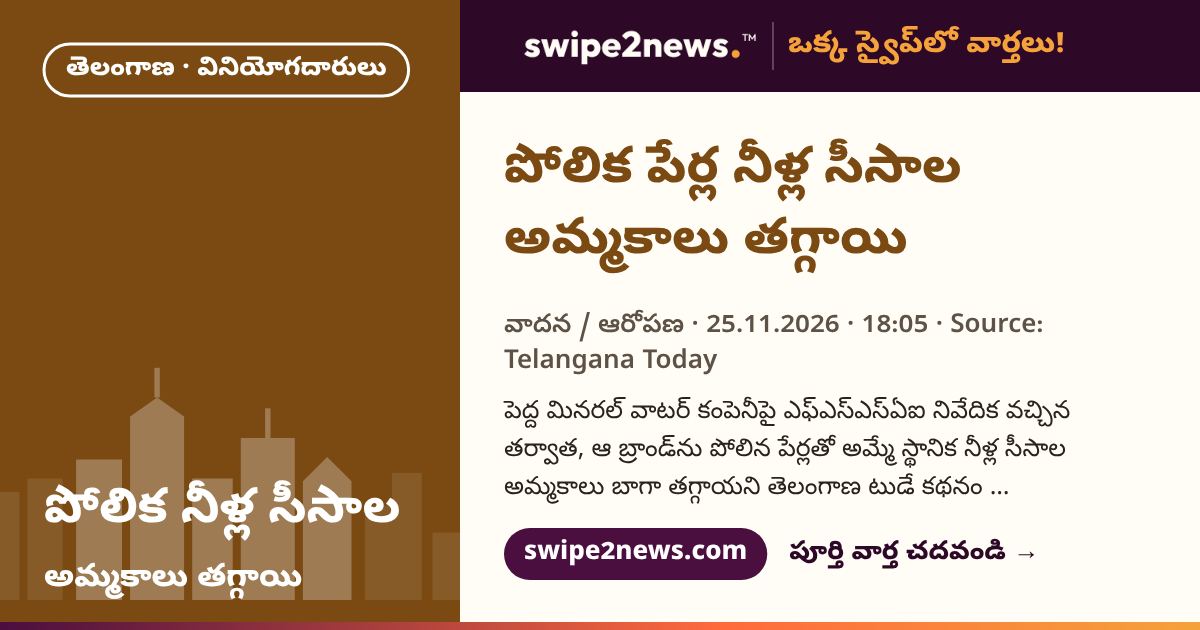 తెలంగాణ · వినియోగదారులు
swipe2news.™ ఒక్క స్వైప్‌లో వార్తలు!
పోలిక పేర్ల నీళ్ల సీసాల
అమ్మకాలు తగ్గాయి
వాదన / ఆరోపణ · 25.11.2026 · 18:05 · Source:
Telangana Today
పెద్ద మినరల్ వాటర్ కంపెనీపై ఎఫ్ఎస్ఎస్ఏఐ నివేదిక వచ్చిన
తర్వాత, ఆ బ్రాండ్‌ను పోలిన పేర్లతో అమ్మే స్థానిక నీళ్ల సీసాల
అమ్మకాలు బాగా తగ్గాయని తెలంగాణ టుడే కథనం ...
పోలిక నీళ్ల సీసాల
అమ్మకాలు తగ్గాయి
swipe2news.com పూర్తి వార్త చదవండి →